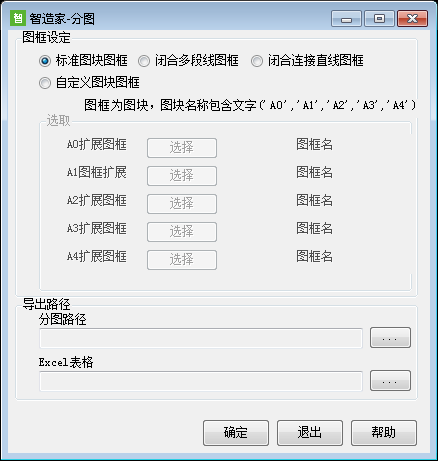 智 智造家-分图
图框设定
标准图块图框 闭合多段线图框 闭合连接直线图框
自定义图块图框
图框为图块，图块名称包含文字('A0','A1','A2','A3','A4')
选取
A0扩展图框 选择 图框名
A1图框扩展 选择 图框名
A2扩展图框 选择 图框名
A3扩展图框 选择 图框名
A4扩展图框 选择 图框名
导出路径
分图路径
...
Excel表格
...
确定 退出 帮助